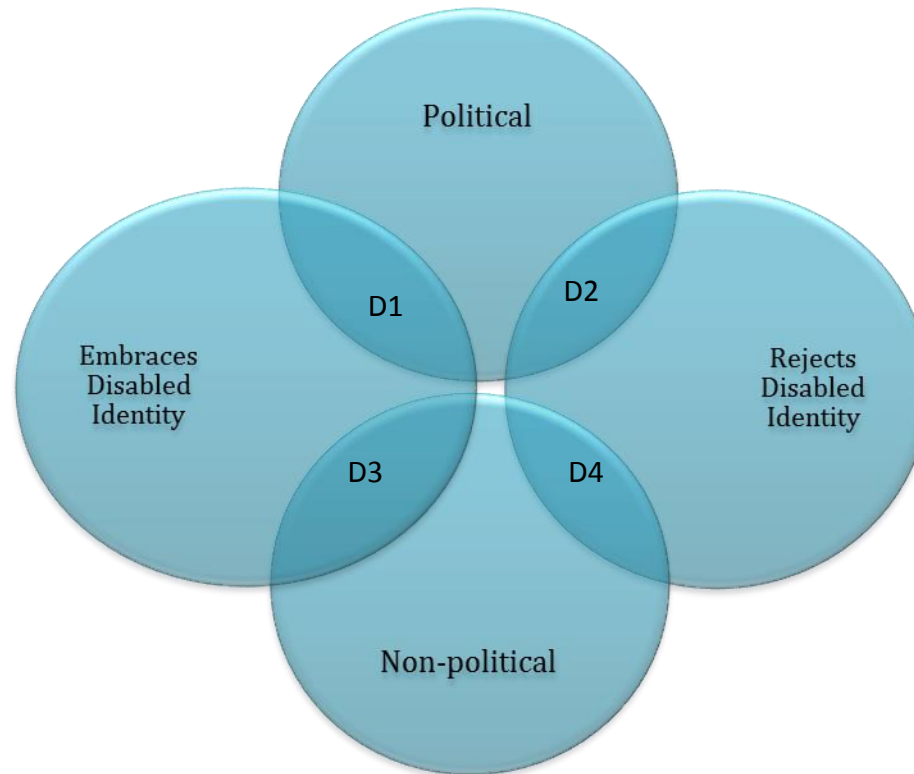 Political
D1
D2
Embraces
Disabled
Identity
Rejects
Disabled
Identity
D3
D4
Non-political